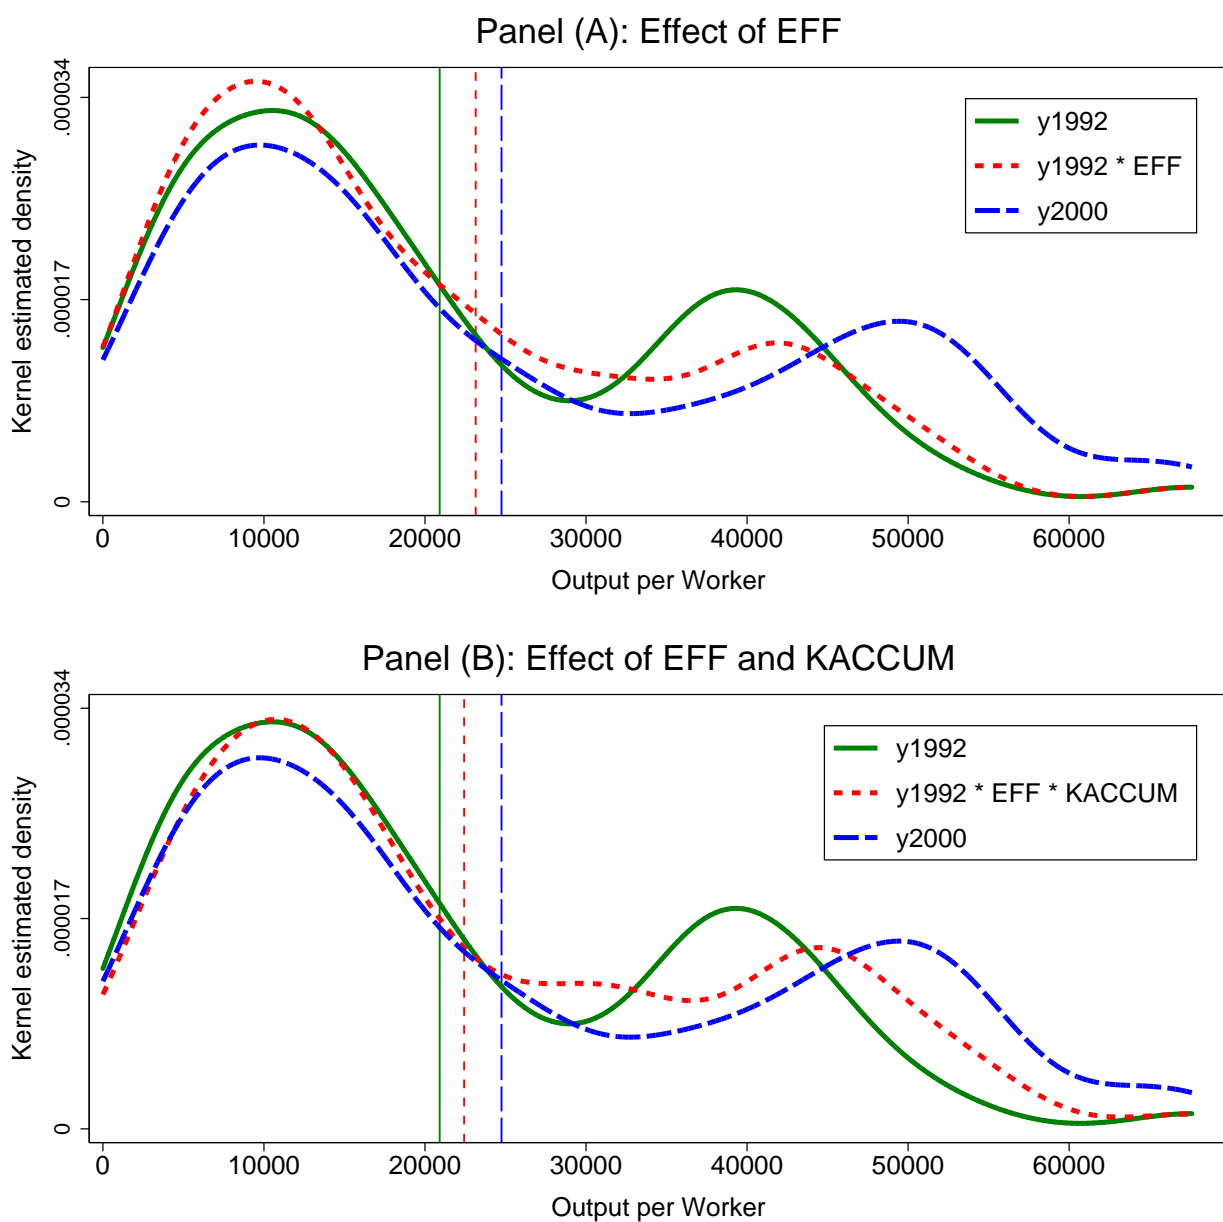 Panel (A): Effect of EFF
Kernel estimated density
.000034
.000017
0
y1992
y1992 * EFF
y2000
0 10000 20000 30000 40000 50000 60000
Output per Worker
Panel (B): Effect of EFF and KACCUM
Kernel estimated density
.000034
.000017
0
y1992
y1992 * EFF * KACCUM
y2000
0 10000 20000 30000 40000 50000 60000
Output per Worker